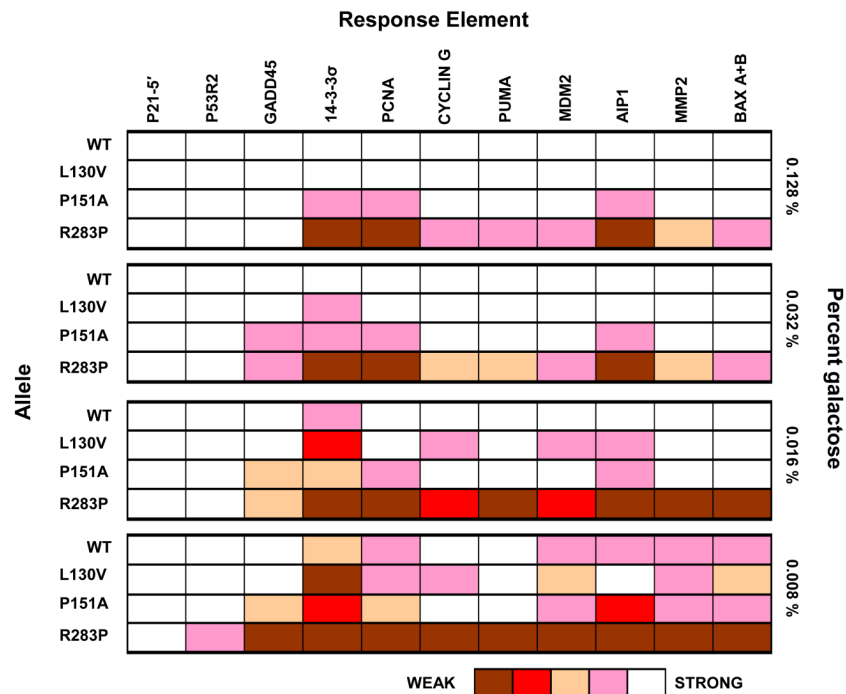 Response Element
P21-5′
P53R2
GADD45
14-3-3σ
PCNA
CYCLIN G
PUMA
MDM2
AIP1
MMP2
BAX A+B
WT
L130V
P151A
R283P
0.128 %
WT
L130V
P151A
R283P
0.032 %
Allele
Percent galactose
WT
L130V
P151A
R283P
0.016 %
WT
L130V
P151A
R283P
0.008 %
WEAK STRONG